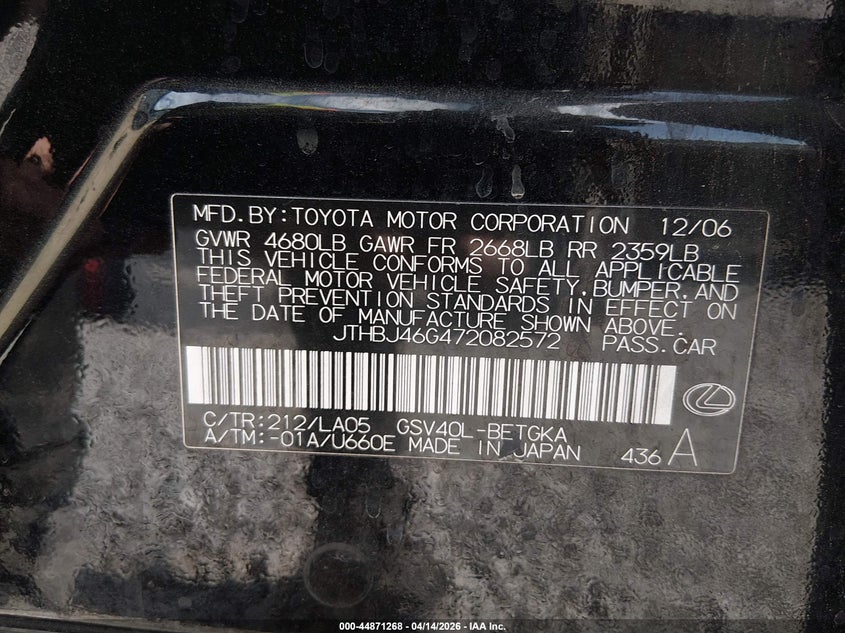 MFD.BY:TOYOTA MOTOR CORPORATION 12/06
GVWR 4680LB GAWR FR 2668LB RR 2359LB
THIS VEHICLE CONFORMS TO ALL APPLICABLE
FEDERAL MOTOR VEHICLE SAFETY,BUMPER,AND
THEFT PREVENTION STANDARDS IN EFFECT ON
THE DATE OF MANUFACTURE SHOWN ABOVE.
JTHBJ46G472082572 PASS.CAR
C/TR:212/LA05 GSV40L-BETGKA
A/TM:-01A/U660E MADE IN JAPAN 436 A
000-44871268 - 04/14/2026 - IAA Inc.